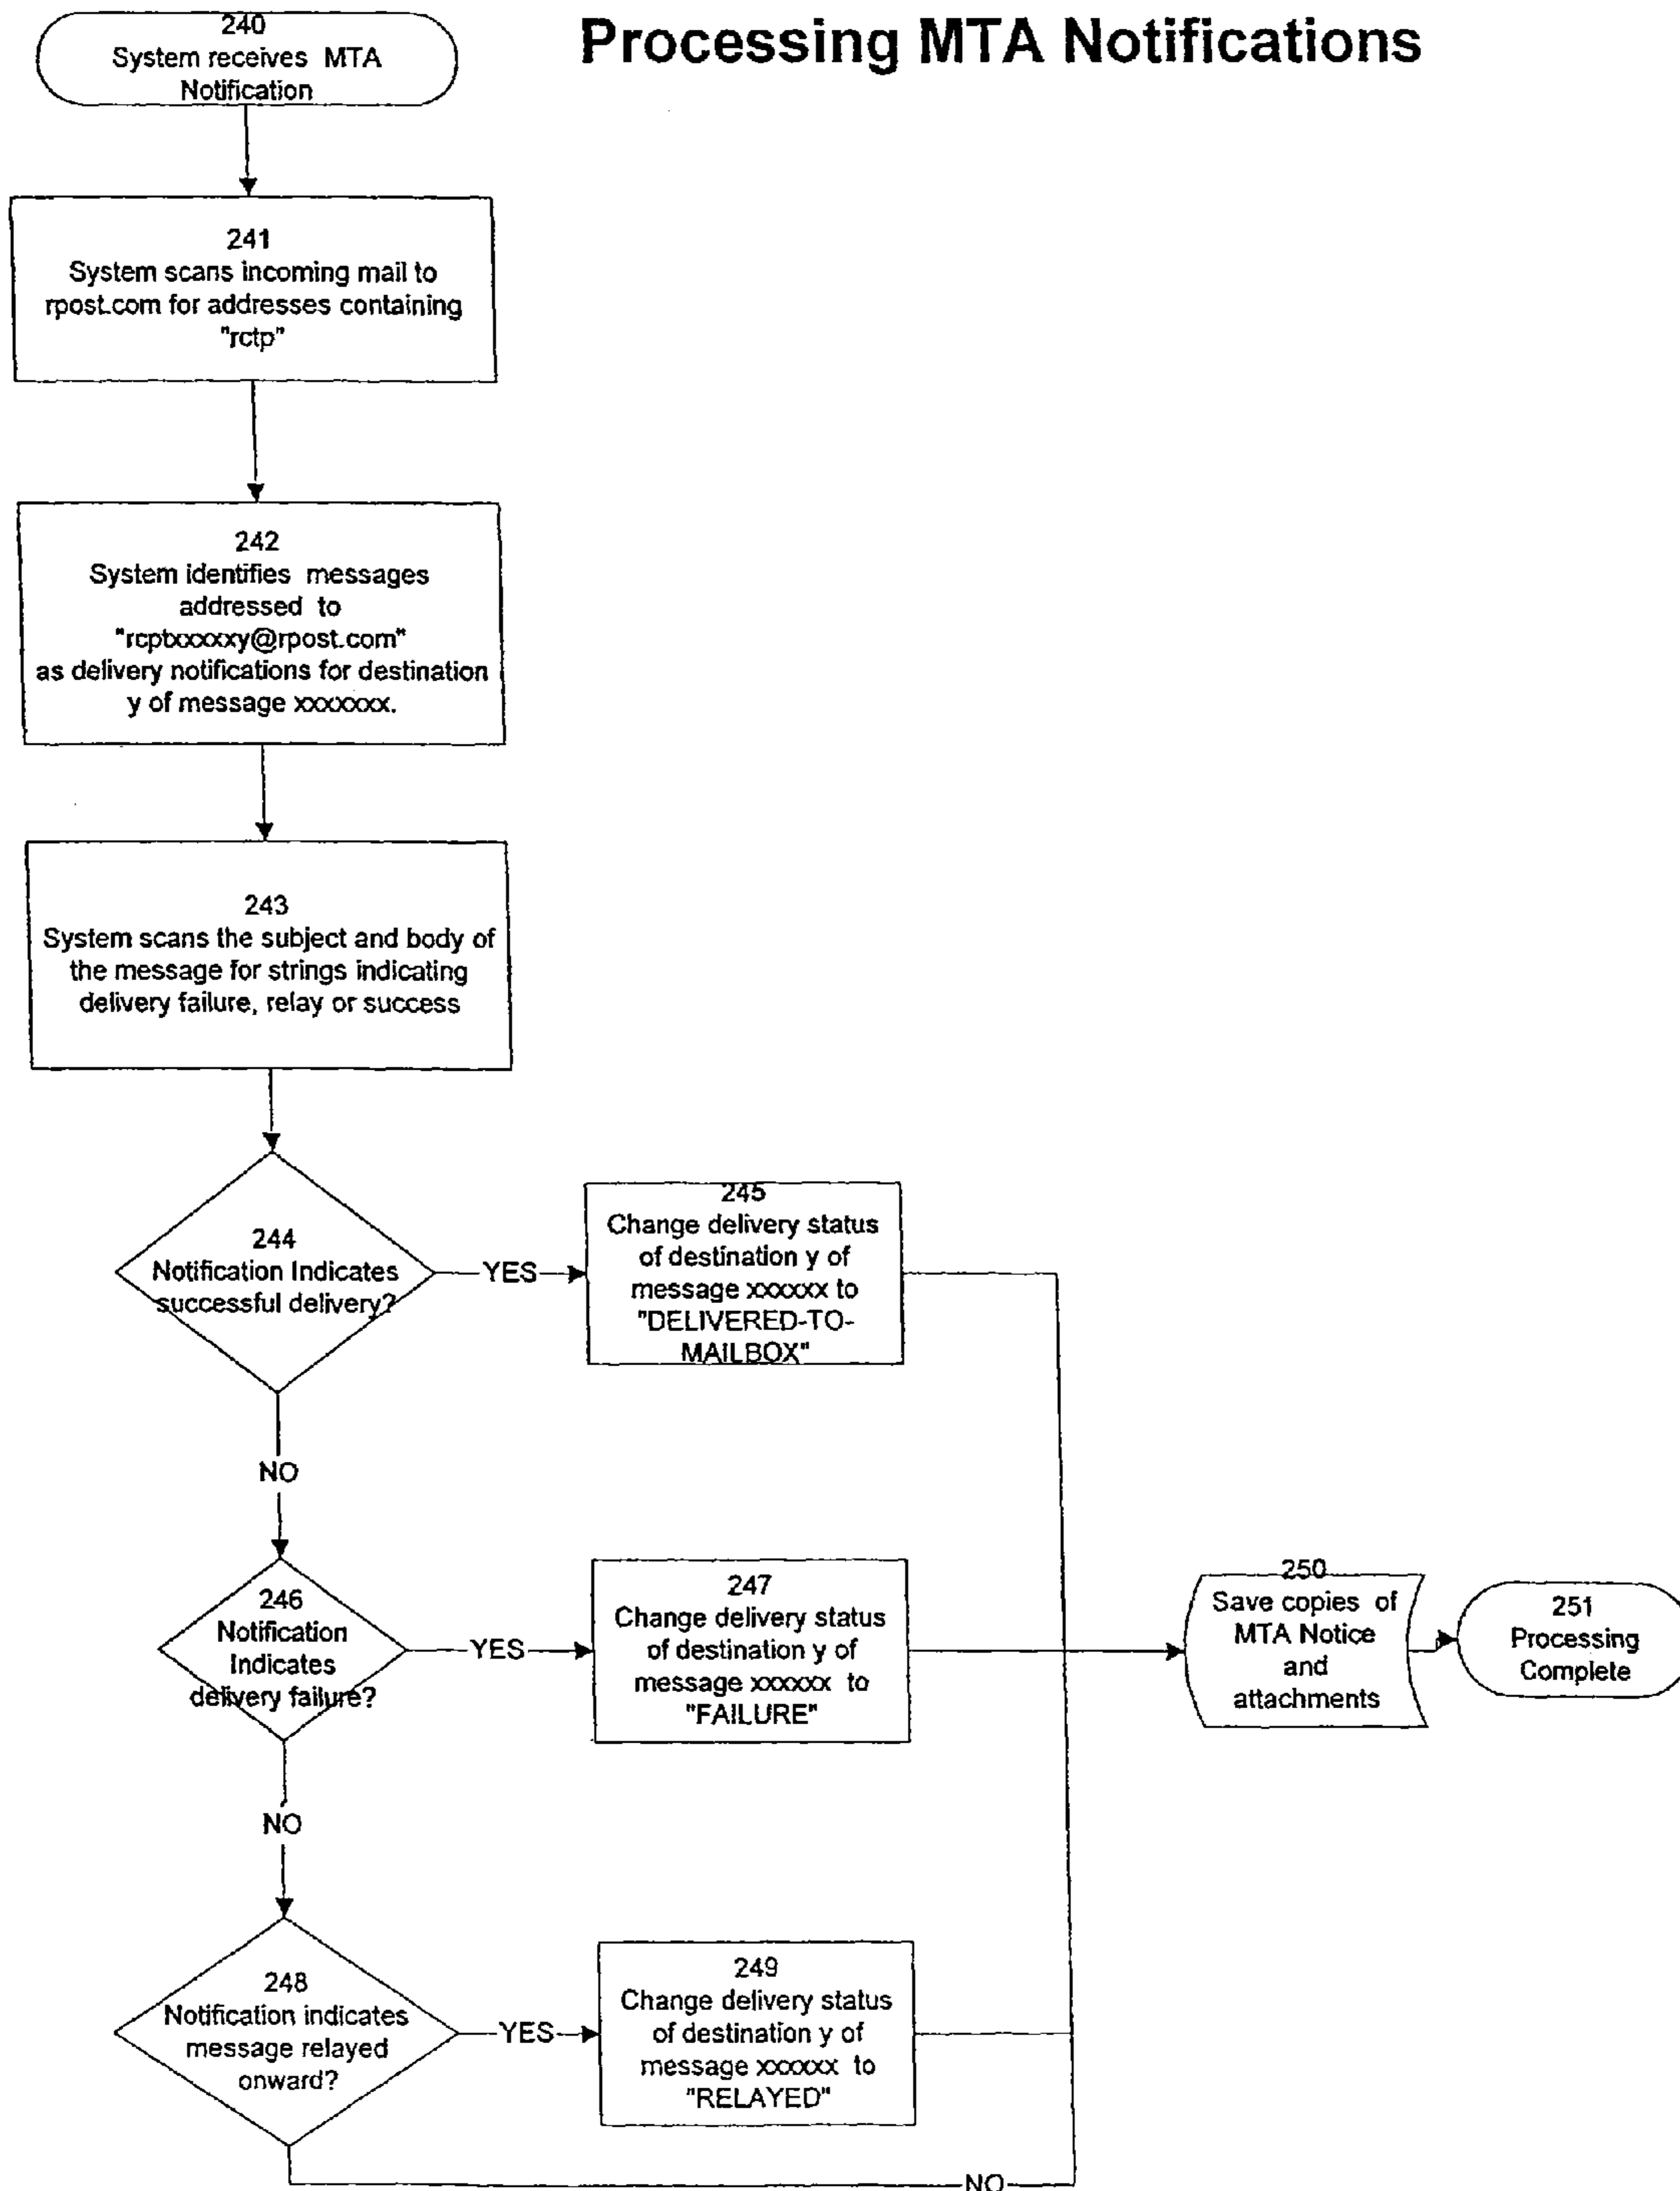 Processing MTA Notifications
240
System receives MTA
Notification
241
System scans incoming mail to
rpost.com for addresses containing
"rctp"
242
System identifies messages
addressed to
"rcptxxxxxy@rpost.com"
as delivery notifications for destination
y of message xxxxxxx.
243
System scans the subject and body of
the message for strings indicating
delivery failure, relay or success
244
Notification Indicates
successful delivery?
YES
245
Change delivery status
of destination y of
message xxxxxx to
"DELIVERED-TO-
MAILBOX"
NO
246
Notification
Indicates
delivery failure?
YES
247
Change delivery status
of destination y of
message xxxxxx to
"FAILURE"
250
Save copies of
MTA Notice
and
attachments
251
Processing
Complete
NO
248
Notification indicates
message relayed
onward?
YES
249
Change delivery status
of destination y of
message xxxxxx to
"RELAYED"
NO